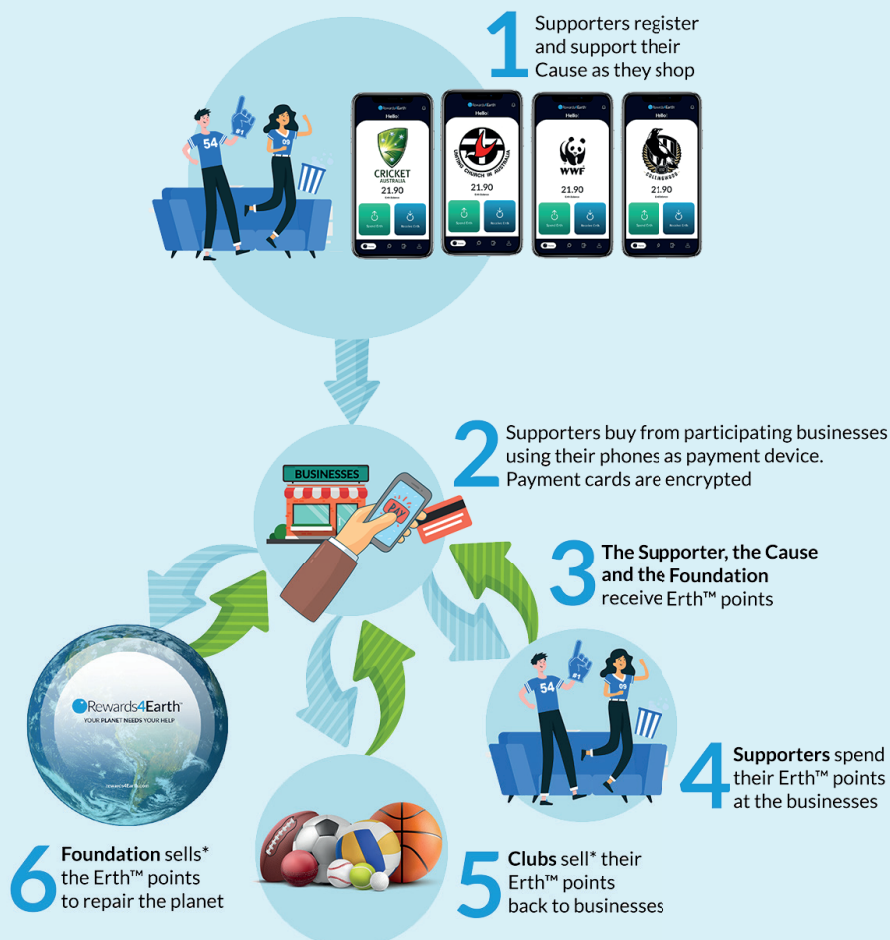 1
Supporters register
and support their
Cause as they shop
54
#1
09
Rewards4Earth
Hello!
CRICKET
AUSTRALIA
21.90
Rewards4Earth
Hello!
UNITING CHURCH IN AUSTRALIA
21.90
Rewards4Earth
Hello!
WWF
21.90
Rewards4Earth
Hello!
COLLINGWOOD
21.90
2
Supporters buy from participating businesses
using their phones as payment device.
Payment cards are encrypted
BUSINESSES
PAY
3
The Supporter, the Cause
and the Foundation
receive Erth™ points
Rewards4Earth™
YOUR PLANET NEEDS YOUR HELP
rewards4earth.com
54
#1
09
4
Supporters spend
their Erth™ points
at the businesses
5
Clubs sell* their
Erth™ points
back to businesses
6
Foundation sells*
the Erth™ points
to repair the planet